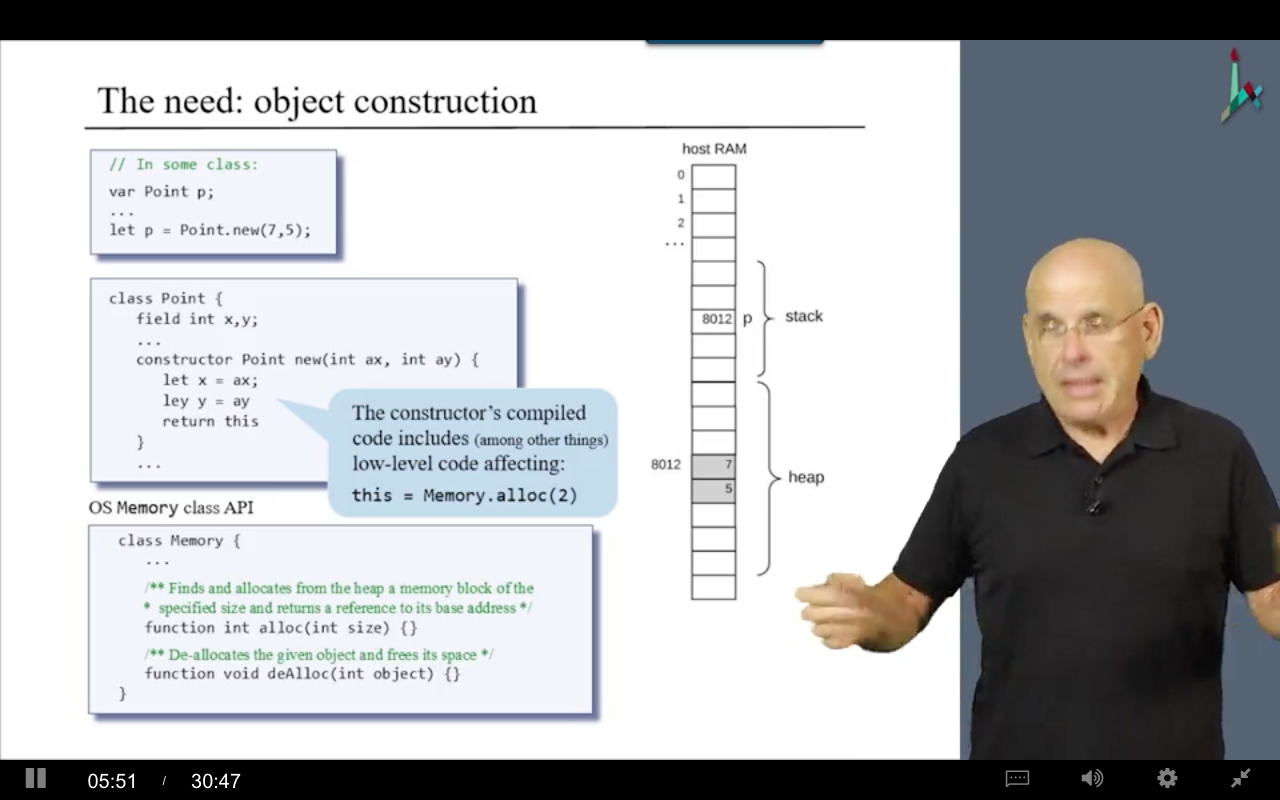 The need: object construction
// In some class:
var Point p;
...
let p = Point.new(7,5);
class Point {
field int x,y;
...
constructor Point new(int ax, int ay) {
let x = ax;
ley y = ay
return this
}
...
The constructor's compiled
code includes (among other things)
low-level code affecting:
this = Memory.alloc(2)
OS Memory class API
class Memory {
...
/** Finds and allocates from the heap a memory block of the
* specified size and returns a reference to its base address */
function int alloc(int size) {}
/** De-allocates the given object and frees its space */
function void deAlloc(int object) {}
}
host RAM
0
1
2
...
8012 p
stack
8012 7
5
heap
05:51 / 30:47